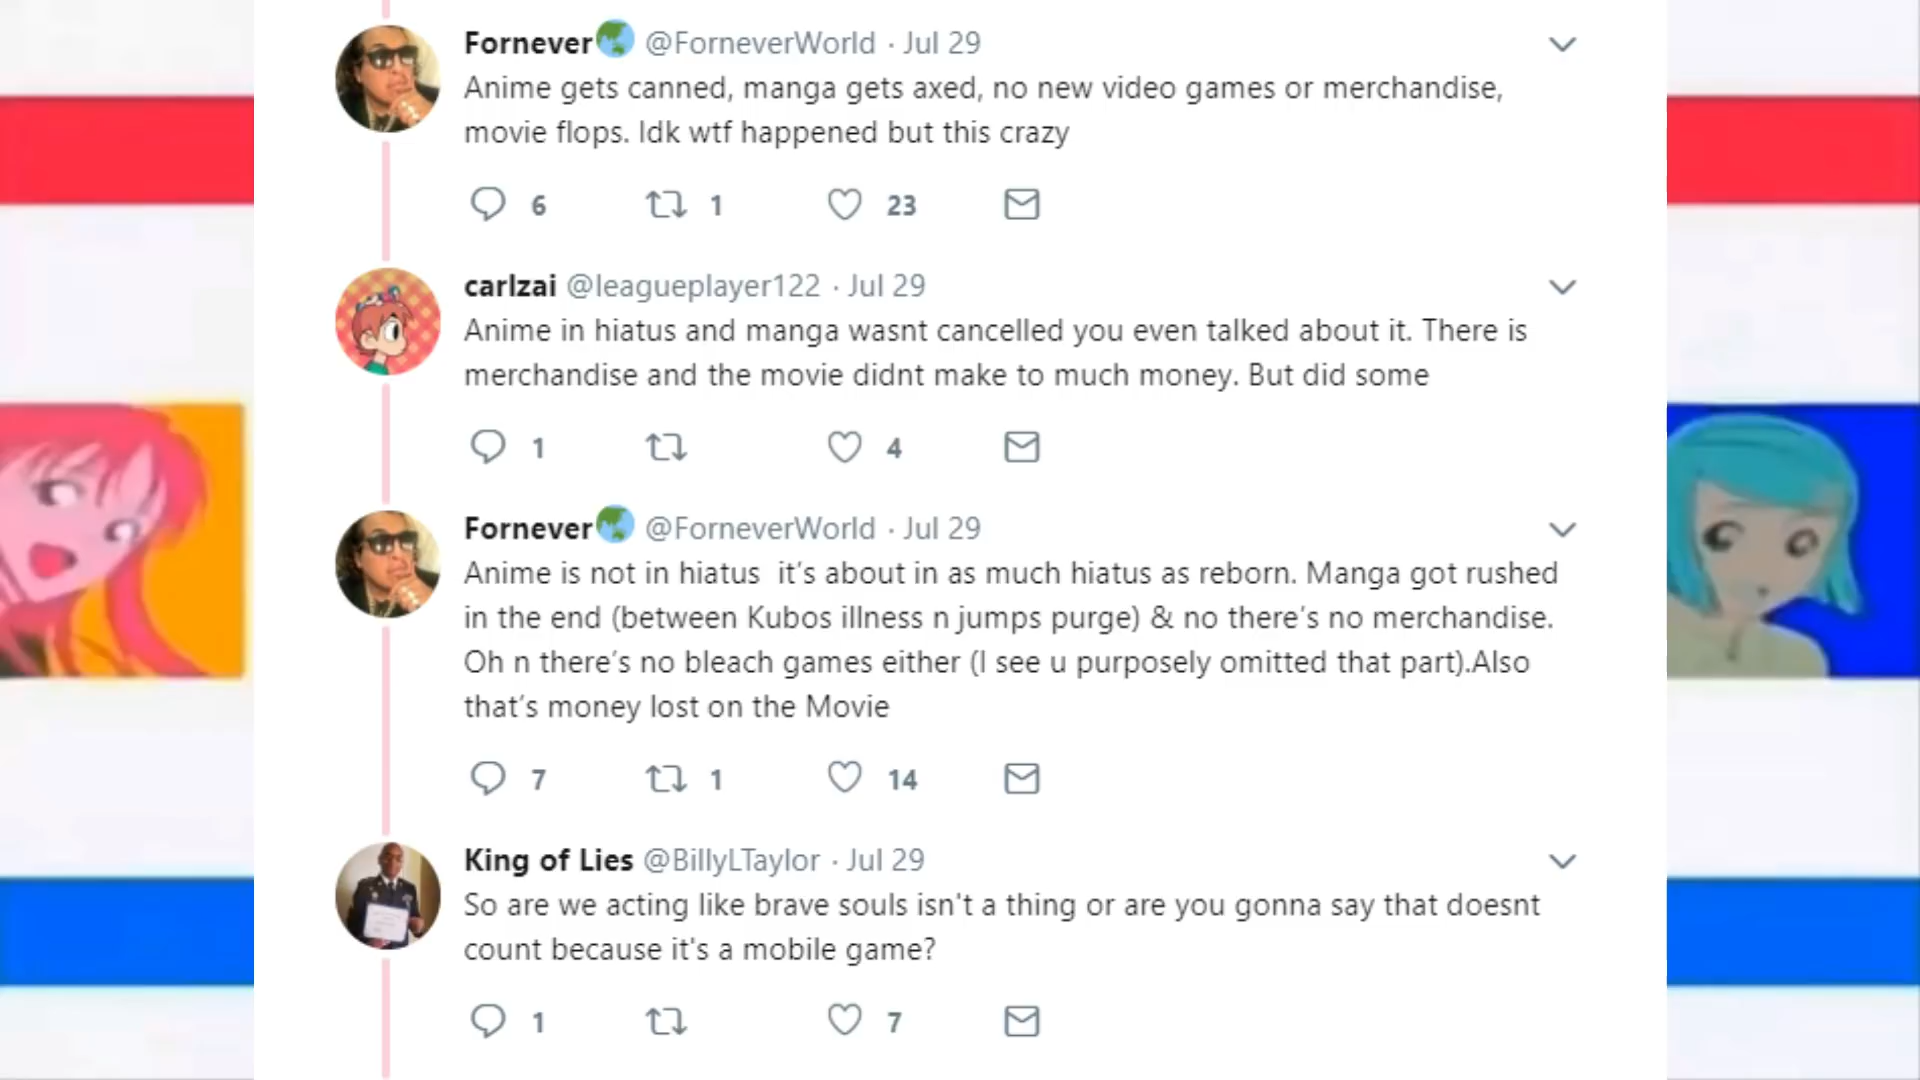 Fornever🌏 @ForneverWorld · Jul 29
Anime gets canned, manga gets axed, no new video games or merchandise,
movie flops. Idk wtf happened but this crazy
6 1 23
carlzai @leagueplayer122 · Jul 29
Anime in hiatus and manga wasnt cancelled you even talked about it. There is
merchandise and the movie didnt make to much money. But did some
1 4
Fornever🌏 @ForneverWorld · Jul 29
Anime is not in hiatus  it’s about in as much hiatus as reborn. Manga got rushed
in the end (between Kubos illness n jumps purge) & no there’s no merchandise.
Oh n there’s no bleach games either (I see u purposely omitted that part).Also
that’s money lost on the Movie
7 1 14
King of Lies @BillyLTaylor · Jul 29
So are we acting like brave souls isn't a thing or are you gonna say that doesnt
count because it's a mobile game?
1 7